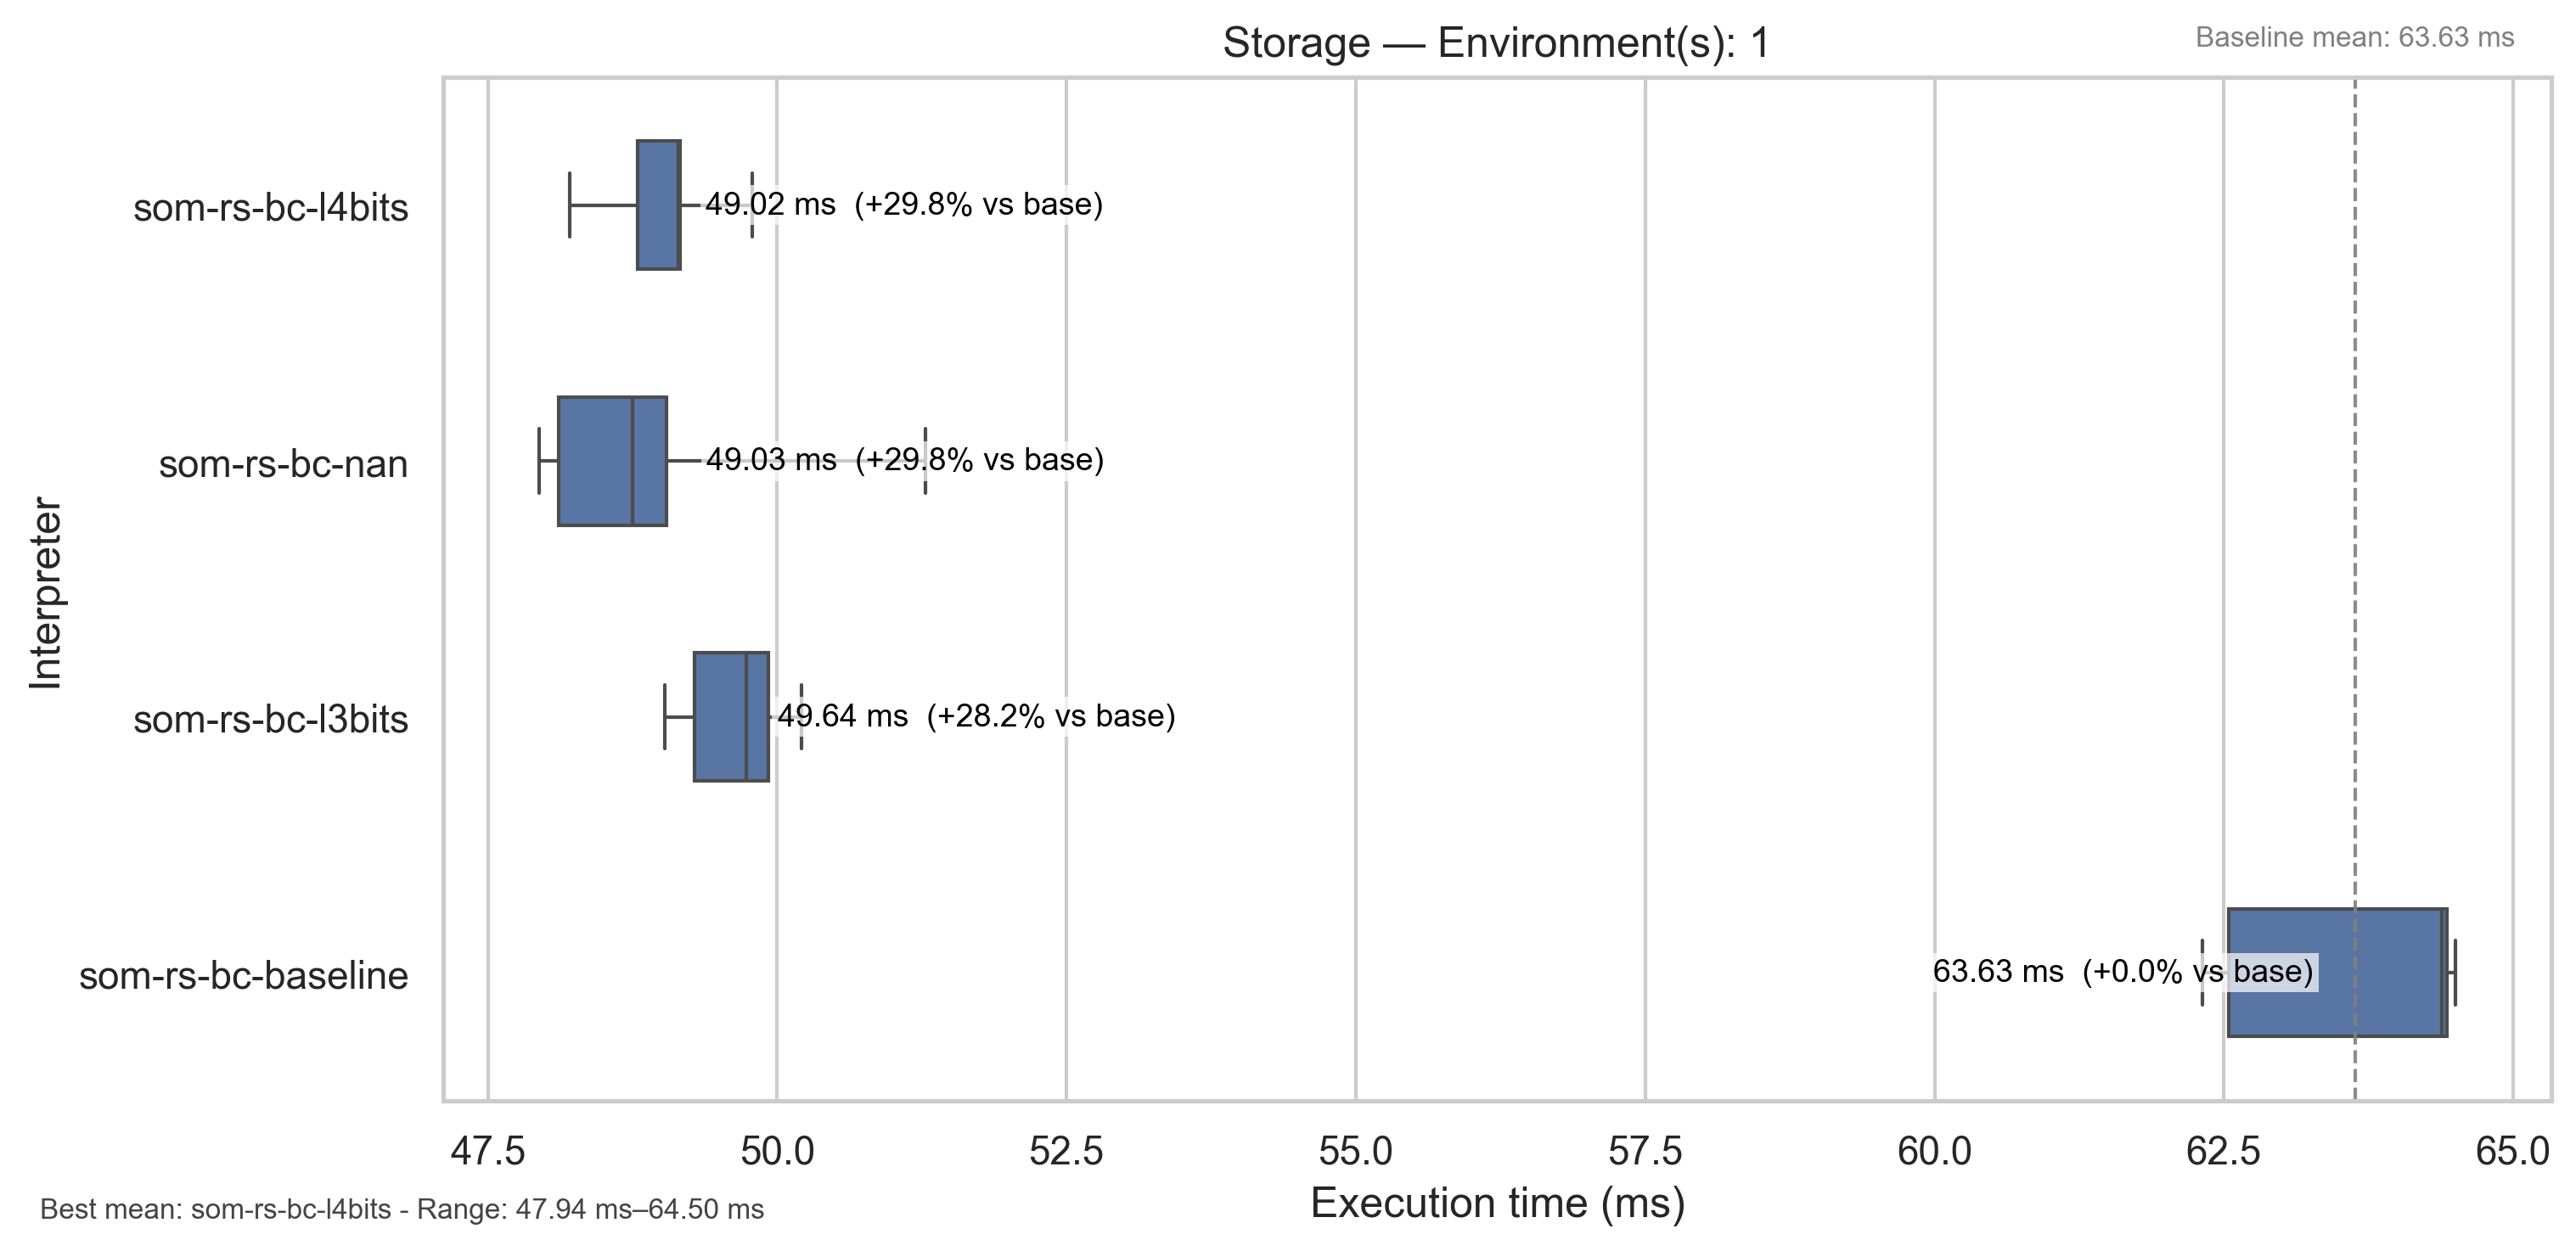 Storage — Environment(s): 1
Baseline mean: 63.63 ms
Interpreter
som-rs-bc-l4bits
49.02 ms (+29.8% vs base)
som-rs-bc-nan
49.03 ms (+29.8% vs base)
som-rs-bc-l3bits
49.64 ms (+28.2% vs base)
som-rs-bc-baseline
63.63 ms (+0.0% vs base)
47.5 50.0 52.5 55.0 57.5 60.0 62.5 65.0
Execution time (ms)
Best mean: som-rs-bc-l4bits - Range: 47.94 ms–64.50 ms